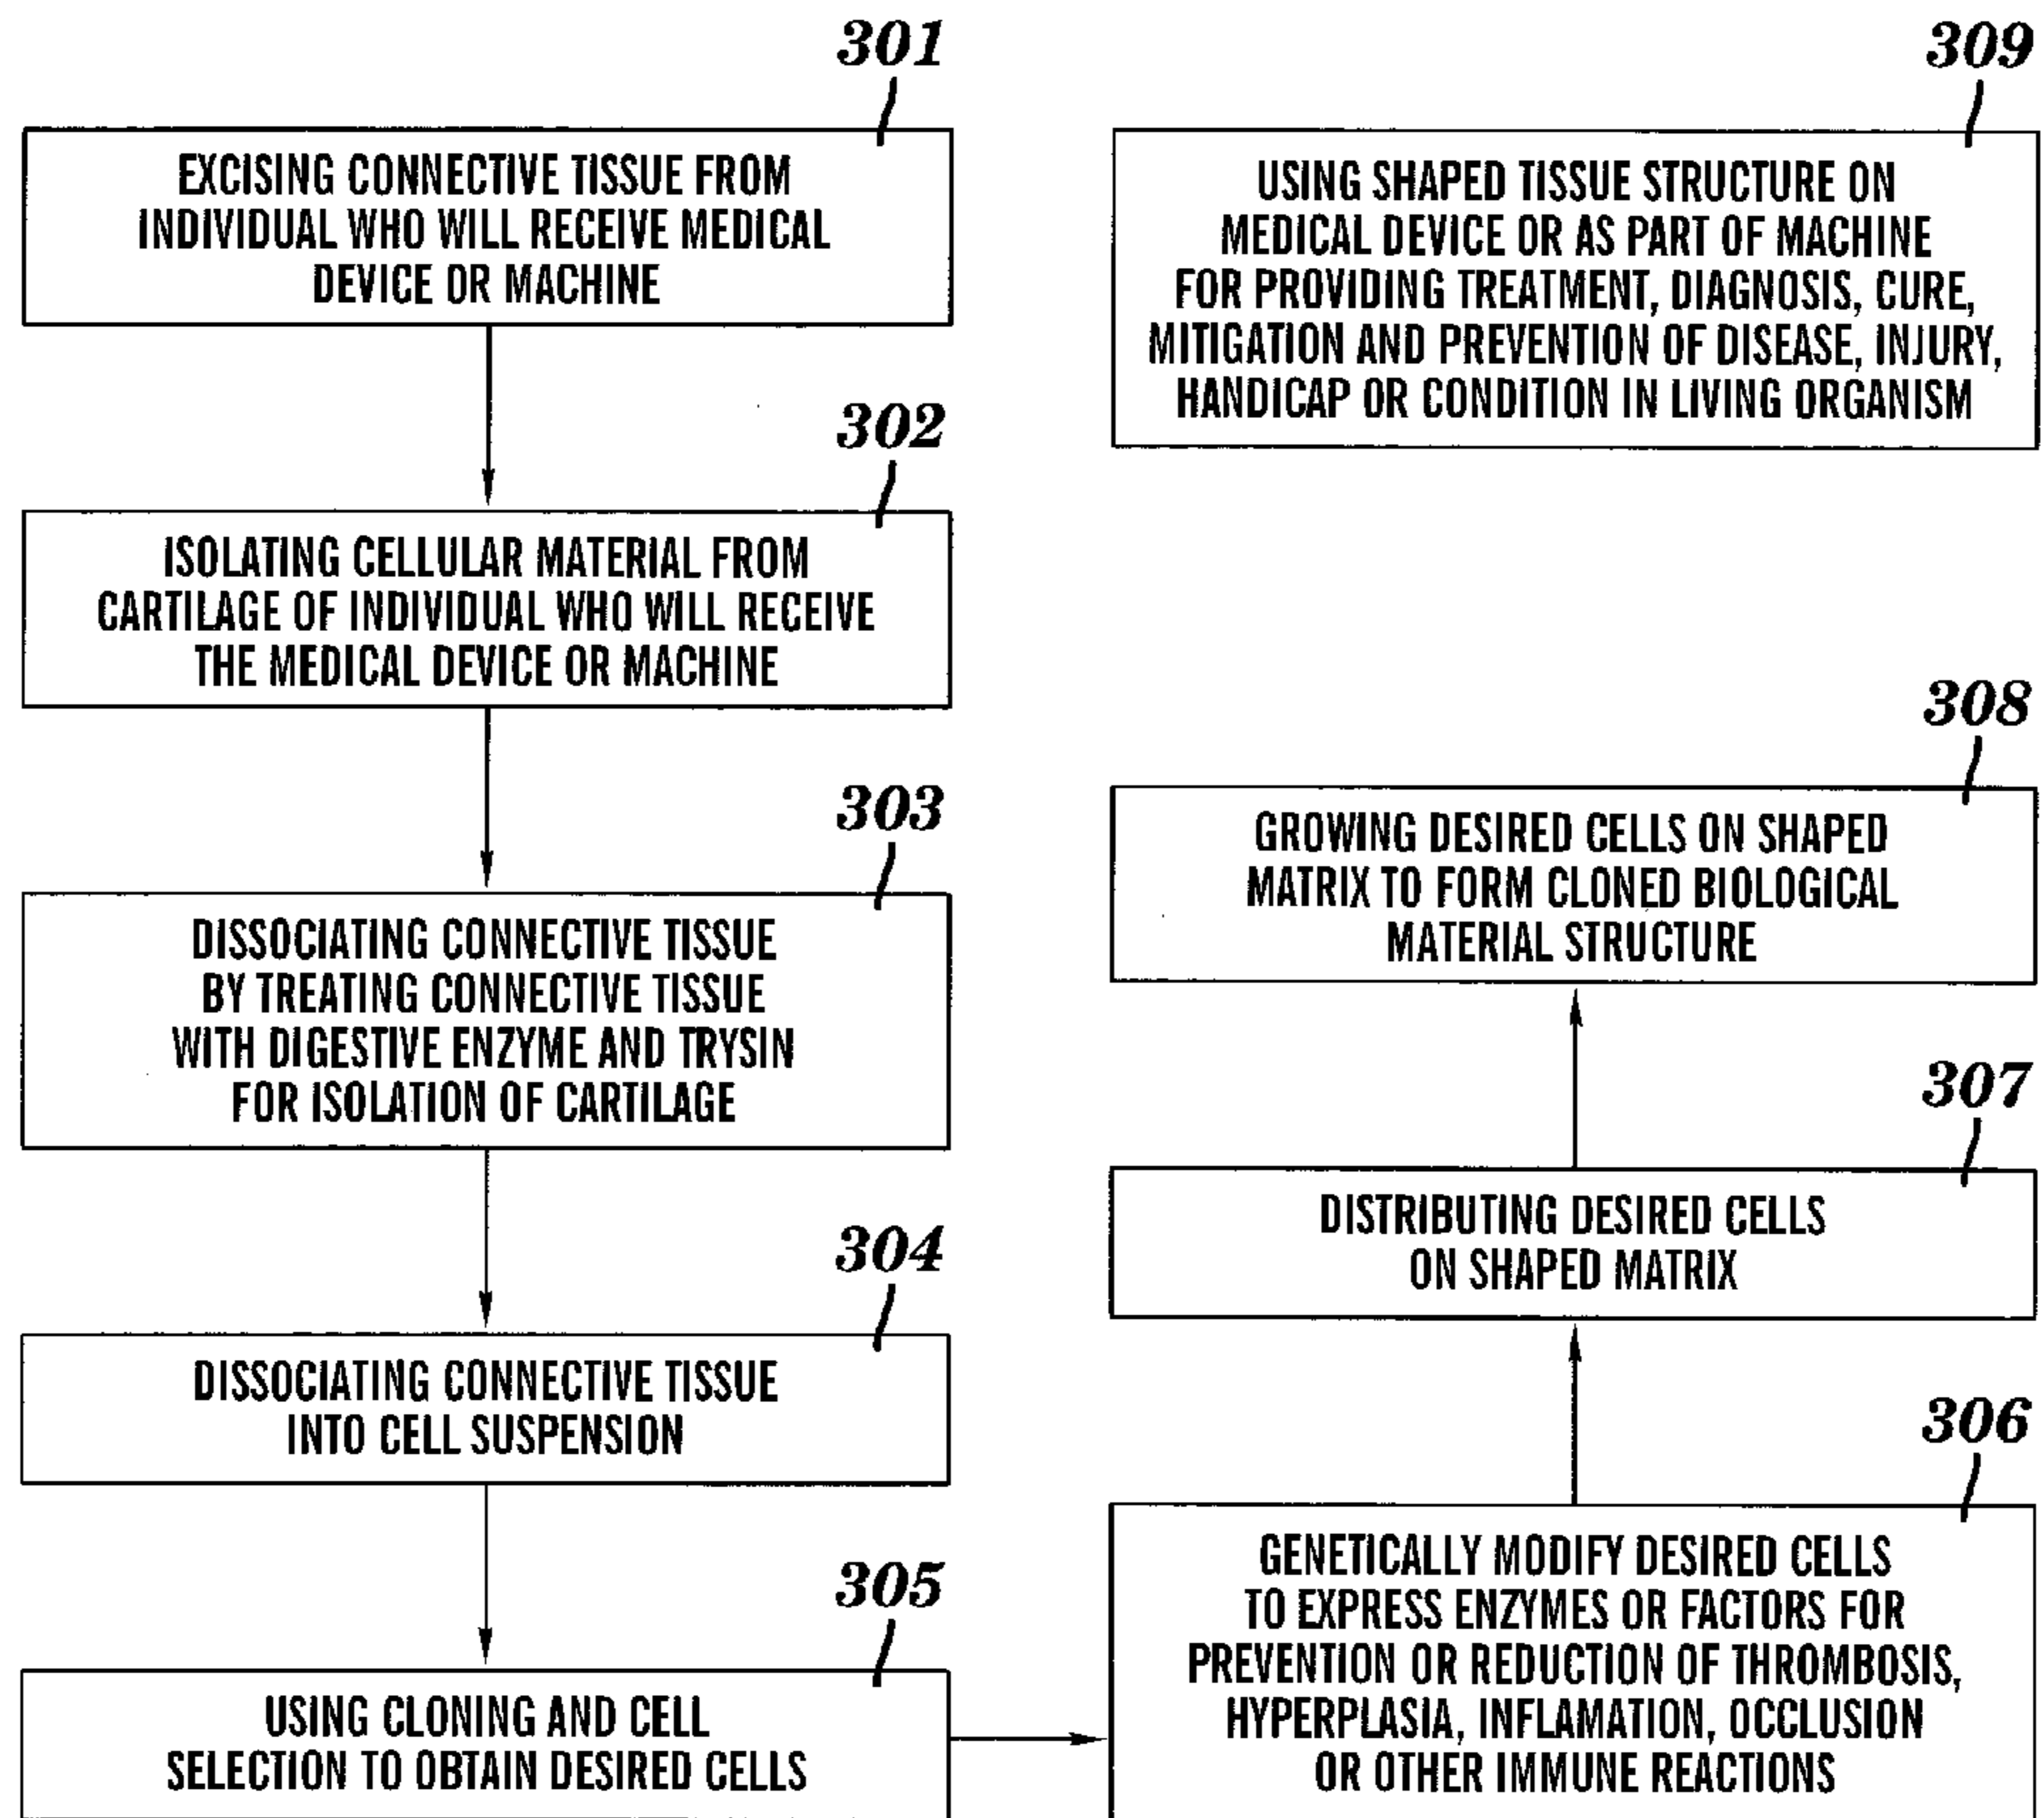 301
EXCISING CONNECTIVE TISSUE FROM
INDIVIDUAL WHO WILL RECEIVE MEDICAL
DEVICE OR MACHINE
302
ISOLATING CELLULAR MATERIAL FROM
CARTILAGE OF INDIVIDUAL WHO WILL RECEIVE
THE MEDICAL DEVICE OR MACHINE
303
DISSOCIATING CONNECTIVE TISSUE
BY TREATING CONNECTIVE TISSUE
WITH DIGESTIVE ENZYME AND TRYSIN
FOR ISOLATION OF CARTILAGE
304
DISSOCIATING CONNECTIVE TISSUE
INTO CELL SUSPENSION
305
USING CLONING AND CELL
SELECTION TO OBTAIN DESIRED CELLS
306
GENETICALLY MODIFY DESIRED CELLS
TO EXPRESS ENZYMES OR FACTORS FOR
PREVENTION OR REDUCTION OF THROMBOSIS,
HYPERPLASIA, INFLAMATION, OCCLUSION
OR OTHER IMMUNE REACTIONS
307
DISTRIBUTING DESIRED CELLS
ON SHAPED MATRIX
308
GROWING DESIRED CELLS ON SHAPED
MATRIX TO FORM CLONED BIOLOGICAL
MATERIAL STRUCTURE
309
USING SHAPED TISSUE STRUCTURE ON
MEDICAL DEVICE OR AS PART OF MACHINE
FOR PROVIDING TREATMENT, DIAGNOSIS, CURE,
MITIGATION AND PREVENTION OF DISEASE, INJURY,
HANDICAP OR CONDITION IN LIVING ORGANISM